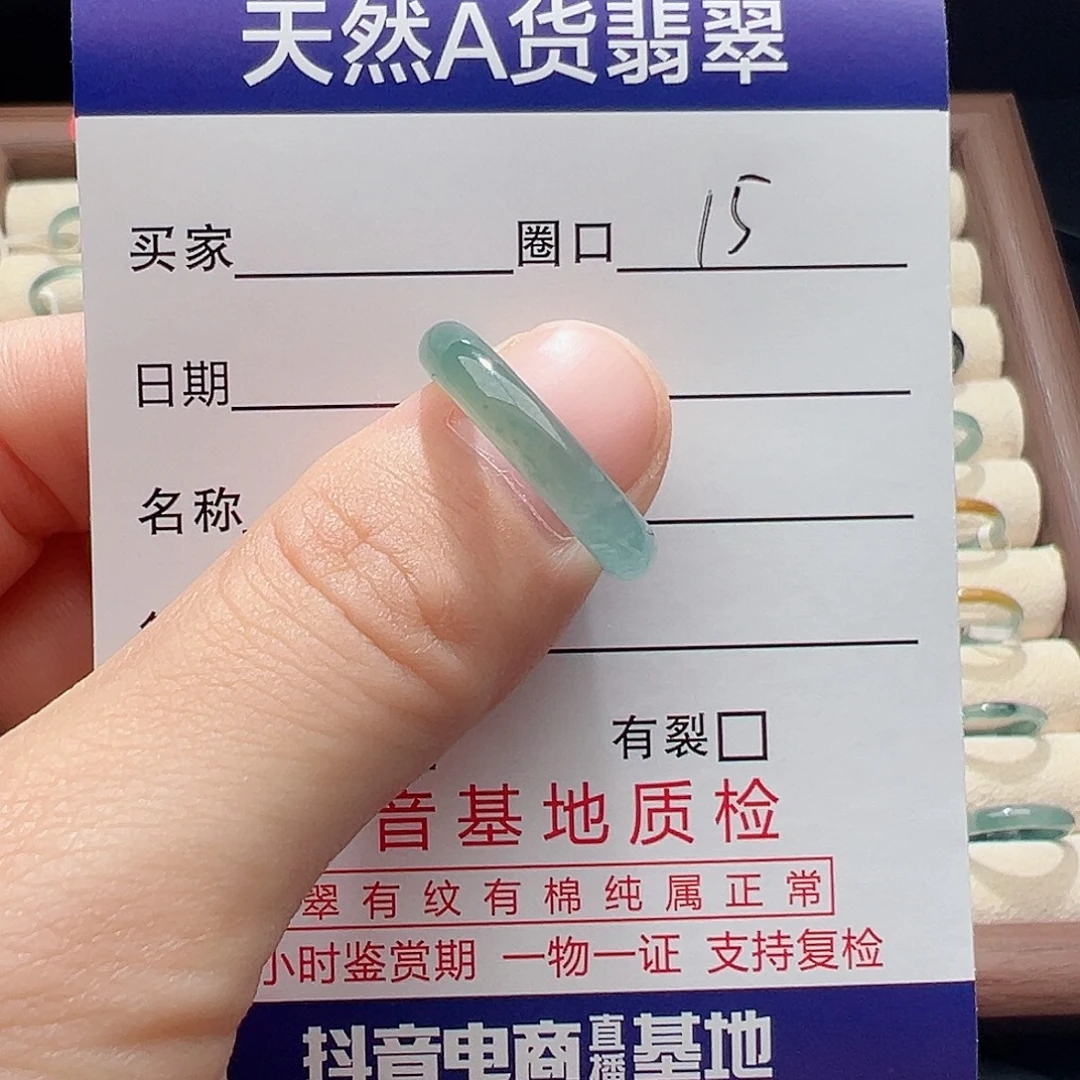 天然A货翡翠
买家 圈口 15
日期
名称
有裂
音基地质检
翠有纹有棉纯属正常
小时鉴赏期 一物一证 支持复检
抖音电商直播基地